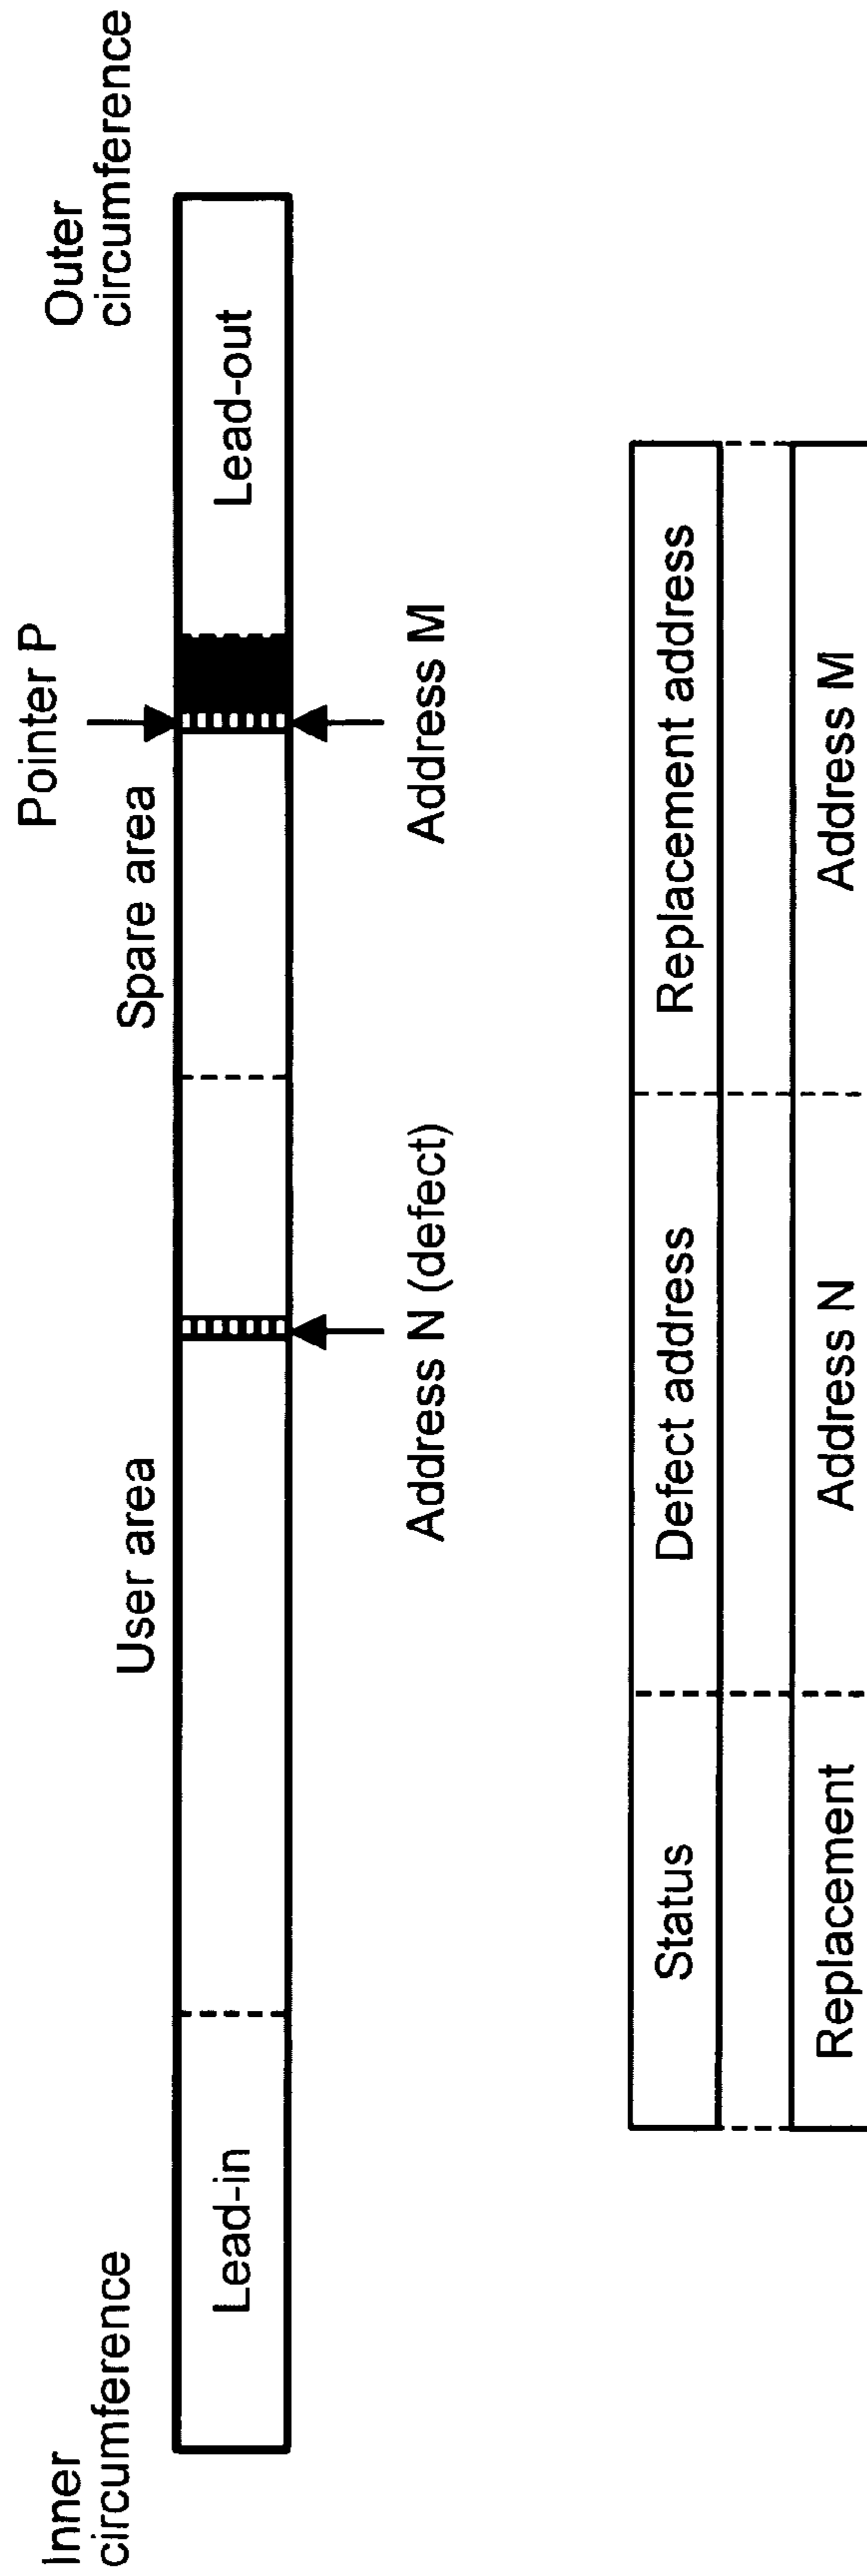 Inner
circumference
Outer
circumference
Pointer P
User area
Spare area
Lead-in
Lead-out
Address N (defect)
Address M
Status
Defect address
Replacement address
Replacement
Address N
Address M